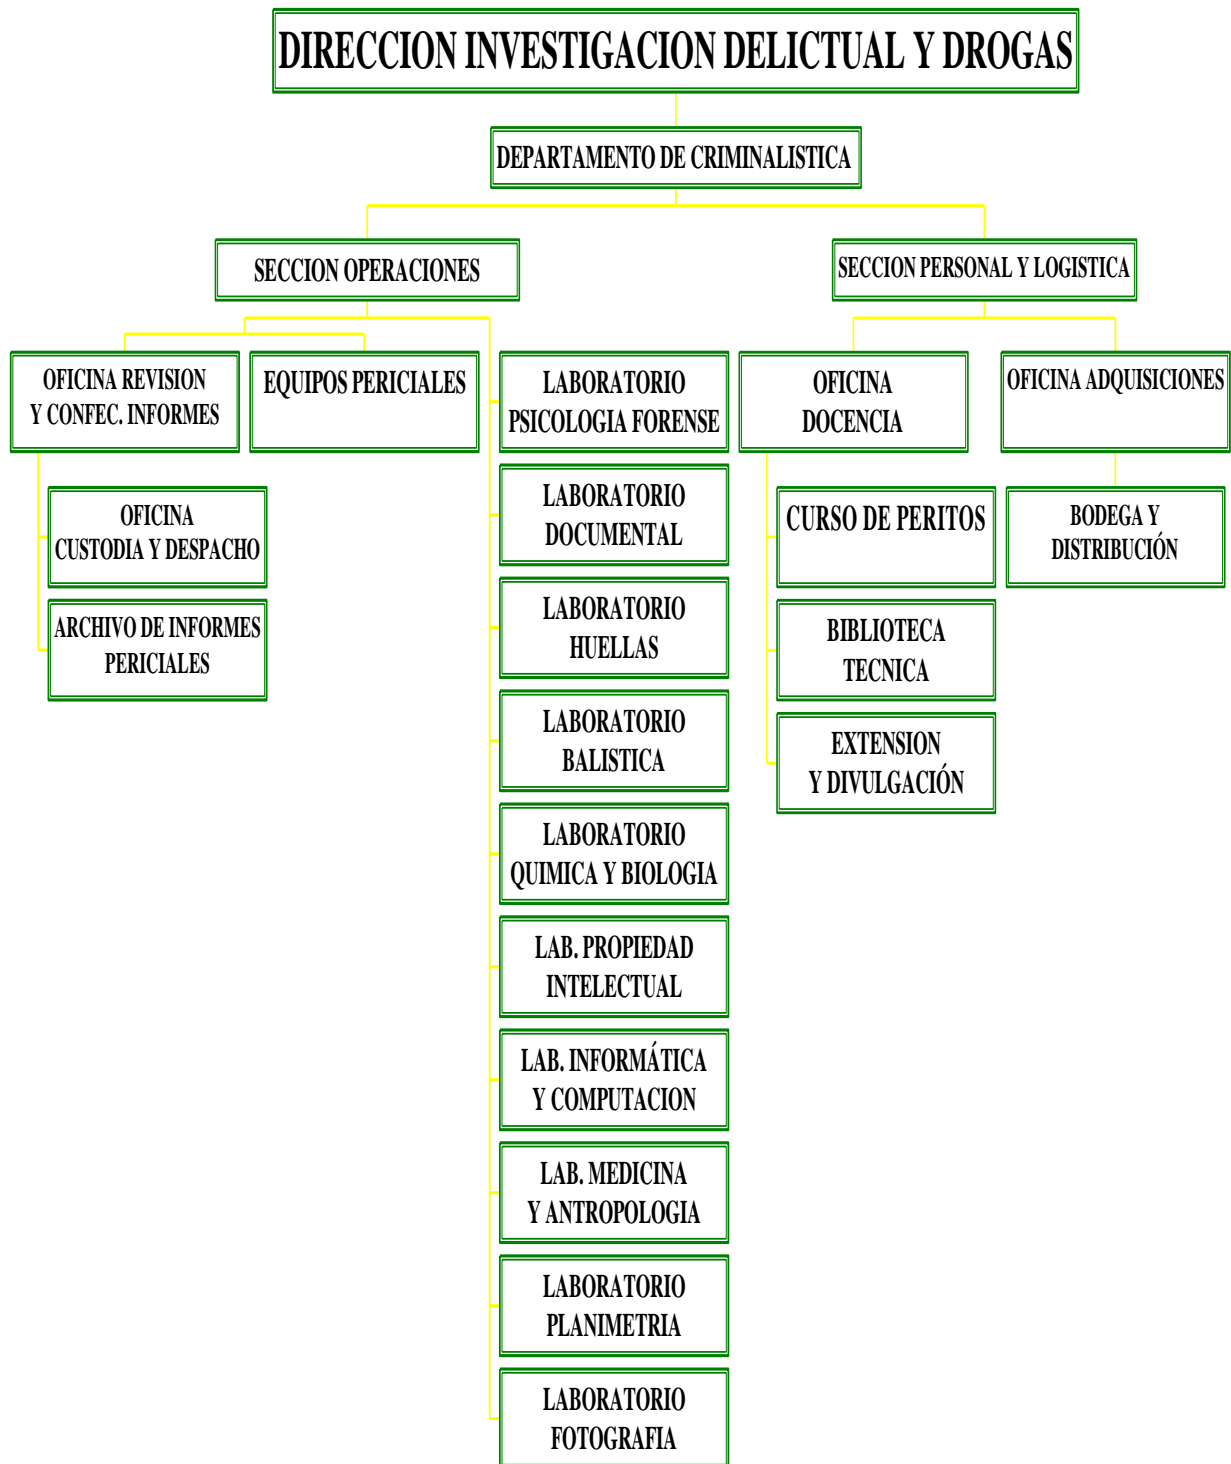 DIRECCION INVESTIGACION DELICTUAL Y DROGAS
DEPARTAMENTO DE CRIMINALISTICA
SECCION OPERACIONES
SECCION PERSONAL Y LOGISTICA
OFICINA REVISION
Y CONFEC. INFORMES
EQUIPOS PERICIALES
OFICINA
CUSTODIA Y DESPACHO
ARCHIVO DE INFORMES
PERICIALES
LABORATORIO
PSICOLOGIA FORENSE
LABORATORIO
DOCUMENTAL
LABORATORIO
HUELLAS
LABORATORIO
BALISTICA
LABORATORIO
QUIMICA Y BIOLOGIA
LAB. PROPIEDAD
INTELECTUAL
LAB. INFORMÁTICA
Y COMPUTACION
LAB. MEDICINA
Y ANTROPOLOGIA
LABORATORIO
PLANIMETRIA
LABORATORIO
FOTOGRAFIA
OFICINA
DOCENCIA
CURSO DE PERITOS
BIBLIOTECA
TECNICA
EXTENSION
Y DIVULGACIÓN
OFICINA ADQUISICIONES
BODEGA Y
DISTRIBUCIÓN